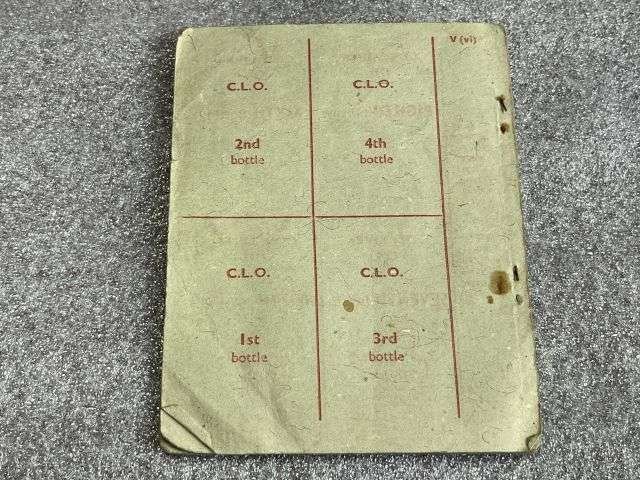 V (vi)
C.L.O.
2nd
bottle
C.L.O.
4th
bottle
C.L.O.
1st
bottle
C.L.O.
3rd
bottle